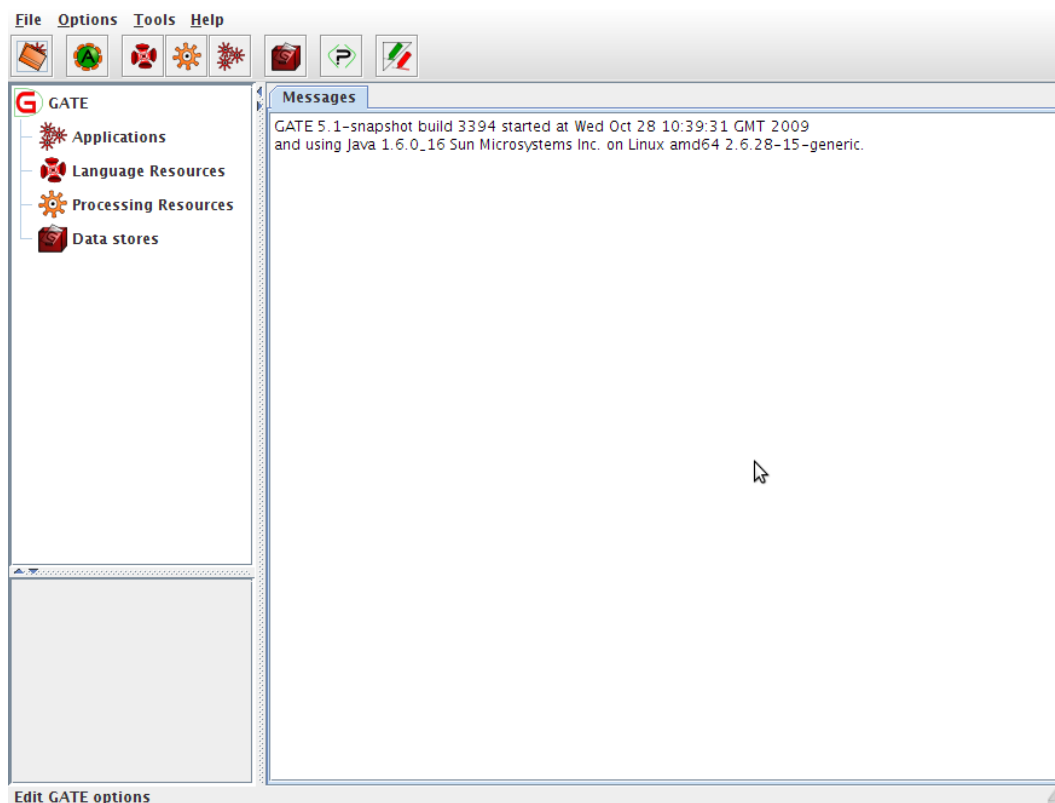 File Options Tools Help
GATE
Applications
Language Resources
Processing Resources
Data stores
Messages
GATE 5.1-snapshot build 3394 started at Wed Oct 28 10:39:31 GMT 2009
and using Java 1.6.0_16 Sun Microsystems Inc. on Linux amd64 2.6.28-15-generic.
Edit GATE options